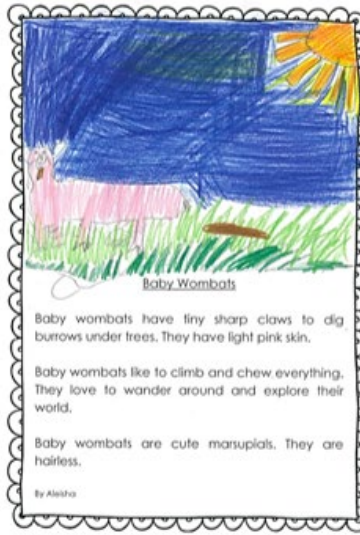 Baby Wombats
Baby wombats have tiny sharp claws to dig
burrows under trees. They have light pink skin.
Baby wombats like to climb and chew everything.
They love to wander around and explore their
world.
Baby wombats are cute marsupials. They are
hairless.
By Aleisha